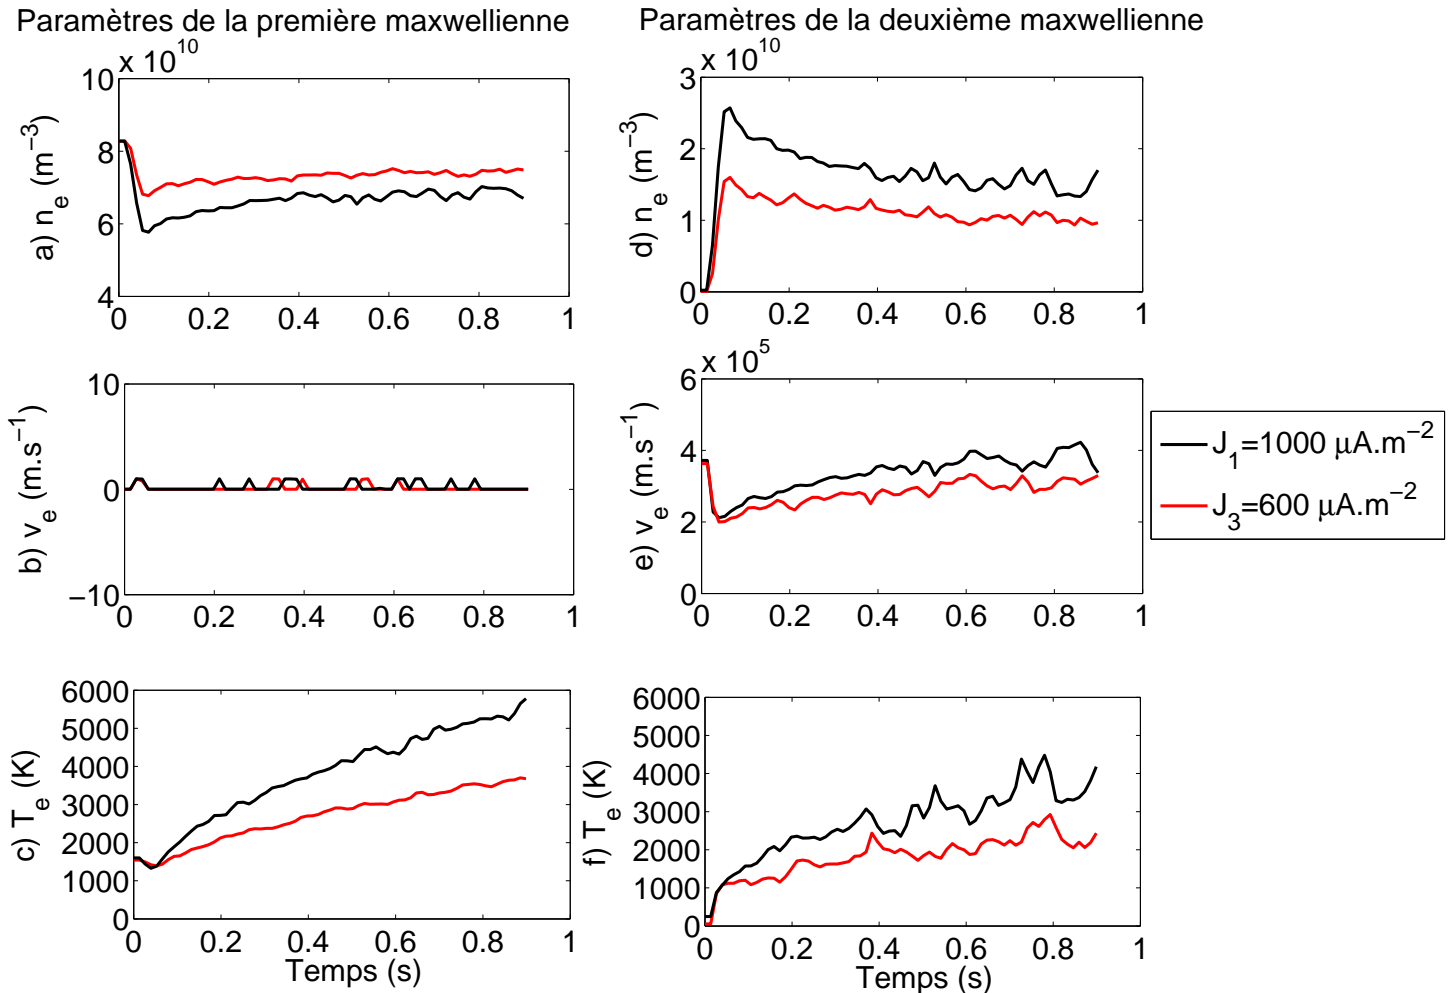 Paramètres de la première maxwellienne
x 10^10
a) n_e (m^−3)
10
8
6
4
0 0.2 0.4 0.6 0.8 1
b) v_e (m.s^−1)
10
0
−10
0 0.2 0.4 0.6 0.8 1
c) T_e (K)
6000
5000
4000
3000
2000
1000
0
0 0.2 0.4 0.6 0.8 1
Temps (s)
Paramètres de la deuxième maxwellienne
x 10^10
d) n_e (m^−3)
3
2
1
0
0 0.2 0.4 0.6 0.8 1
x 10^5
e) v_e (m.s^−1)
6
4
2
0
0 0.2 0.4 0.6 0.8 1
f) T_e (K)
6000
5000
4000
3000
2000
1000
0
0 0.2 0.4 0.6 0.8 1
Temps (s)
J_1=1000 μA.m^−2
J_3=600 μA.m^−2